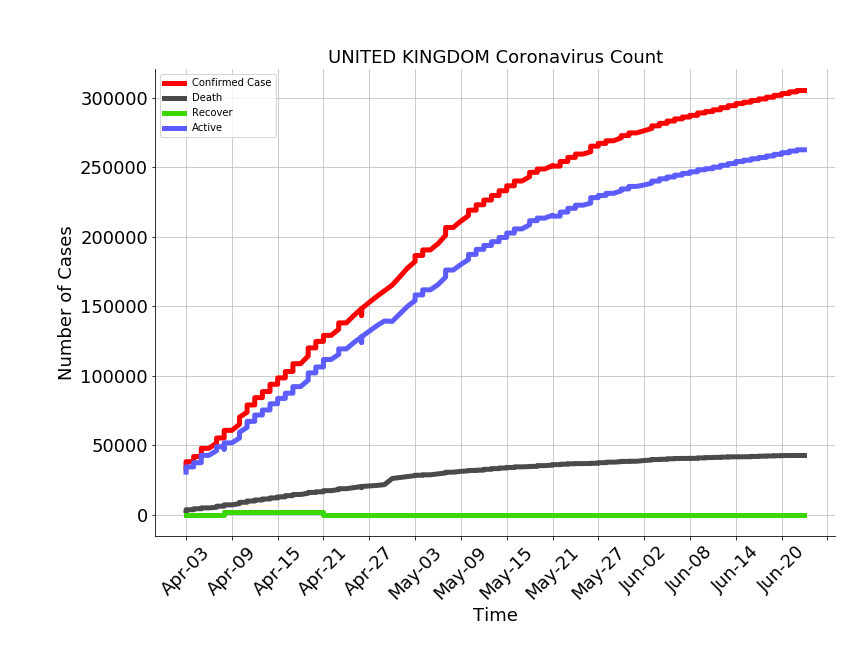 UNITED KINGDOM Coronavirus Count
Confirmed Case
Death
Recover
Active
300000
250000
200000
150000
100000
50000
0
Number of Cases
Apr-03
Apr-09
Apr-15
Apr-21
Apr-27
May-03
May-09
May-15
May-21
May-27
Jun-02
Jun-08
Jun-14
Jun-20
Time